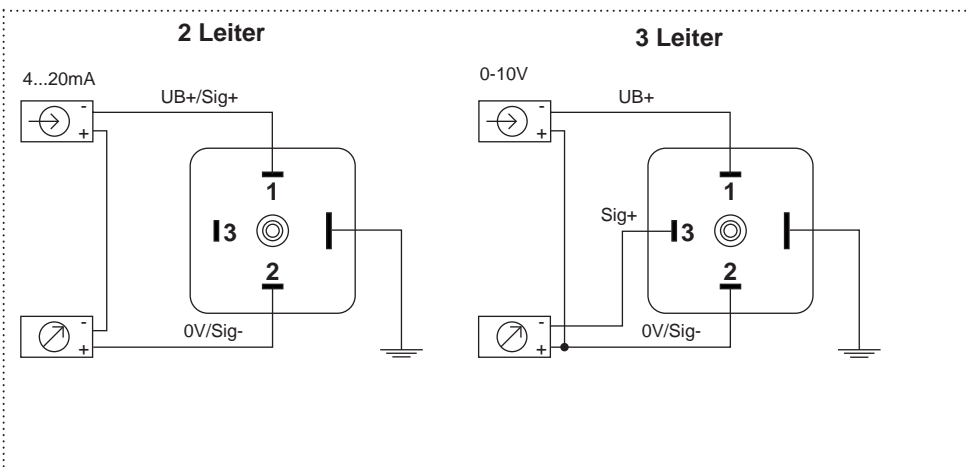 2 Leiter
4...20mA
UB+/Sig+
-
+
1
3
2
-
+
0V/Sig-
3 Leiter
0-10V
UB+
-
+
1
Sig+
3
2
-
+
0V/Sig-